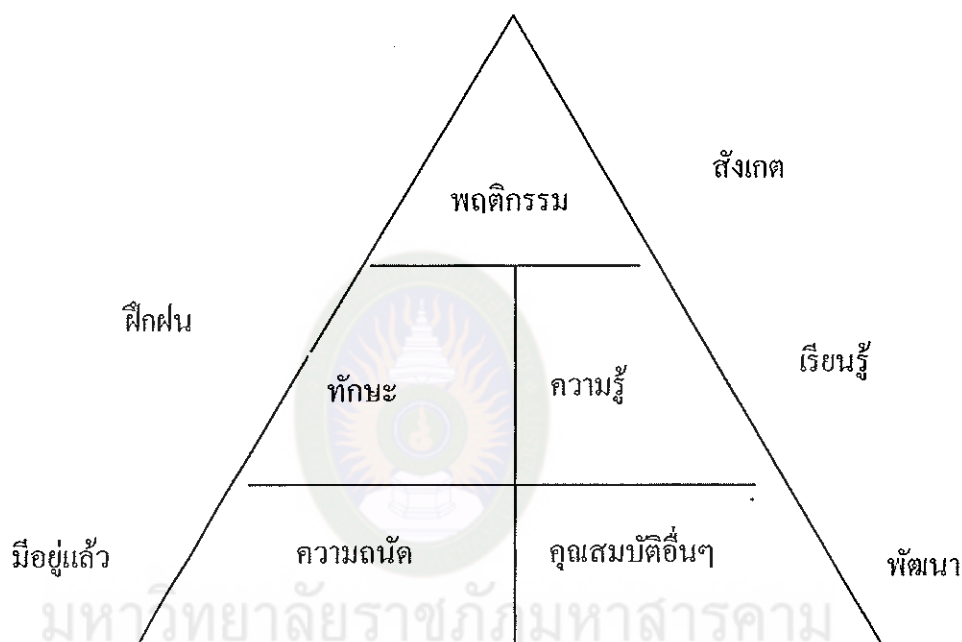 สังเกต
พฤติกรรม
ฝึกฝน
ทักษะ
ความรู้
เรียนรู้
มีอยู่แล้ว
ความถนัด
คุณสมบัติอื่นๆ
พัฒนา
มหาวิทยาลัยราชภัฏมหาสารคาม